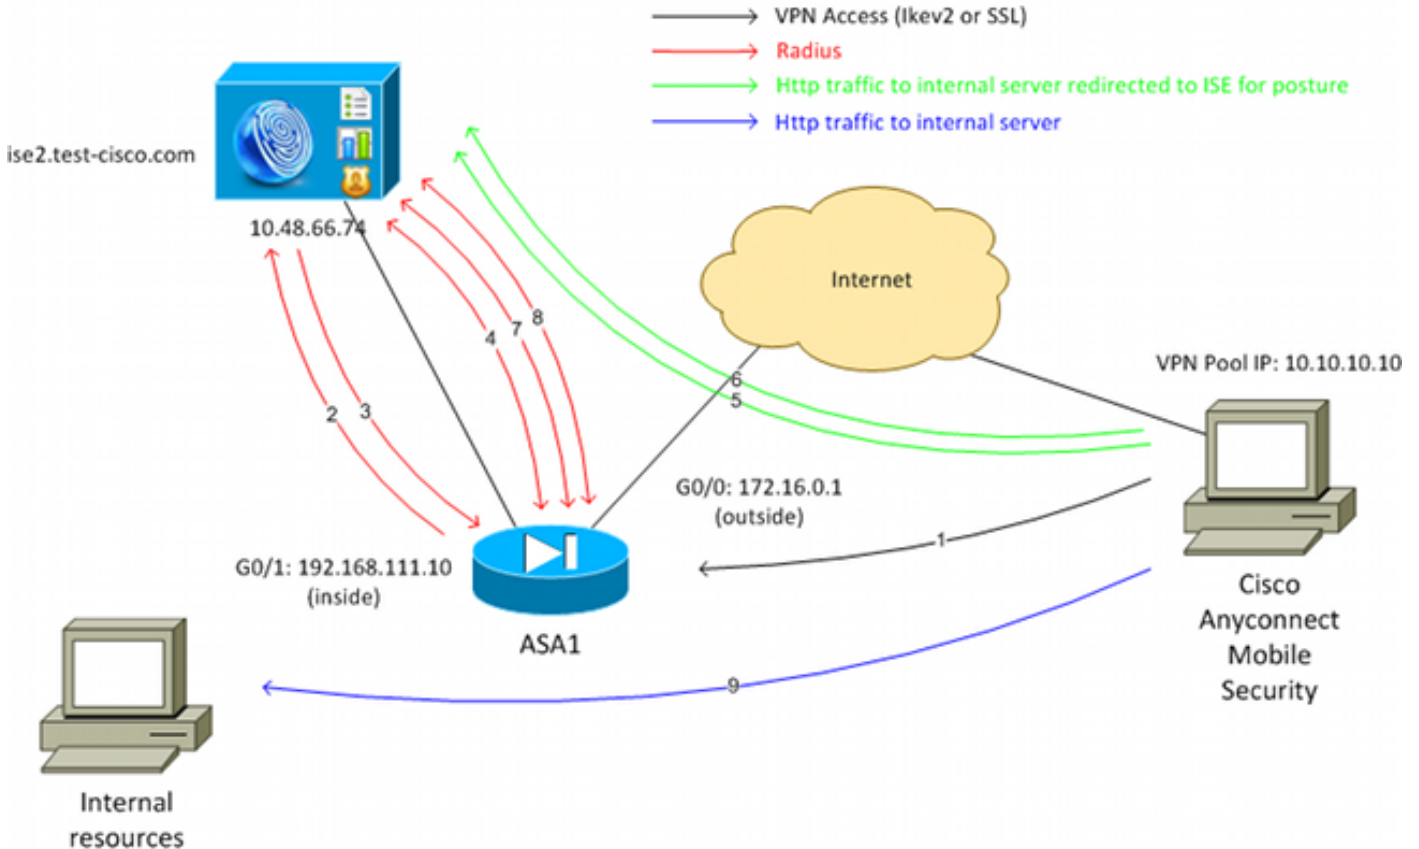 VPN Access (Ikev2 or SSL)
Radius
Http traffic to internal server redirected to ISE for posture
Http traffic to internal server
ise2.test-cisco.com
10.48.66.74
Internet
VPN Pool IP: 10.10.10.10
8
7
4
6
5
2
3
G0/0: 172.16.0.1
(outside)
1
G0/1: 192.168.111.10
(inside)
ASA1
Cisco
Anyconnect
Mobile
Security
9
Internal
resources